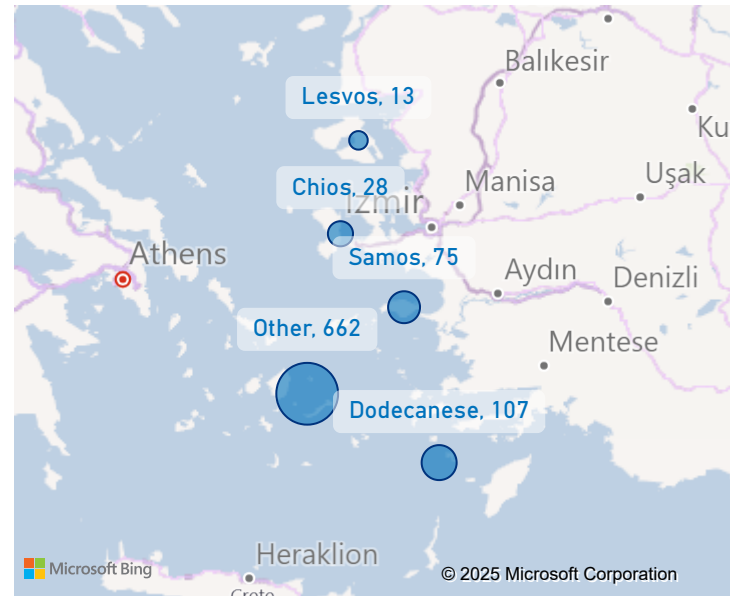 Balıkesir
Lesvos, 13
Ku
Uşak
Manisa
Chios, 28
İzmir
Athens
Samos, 75
Aydın
Denizli
Other, 662
Mentese
Dodecanese, 107
Heraklion
Microsoft Bing
© 2025 Microsoft Corporation
Crete